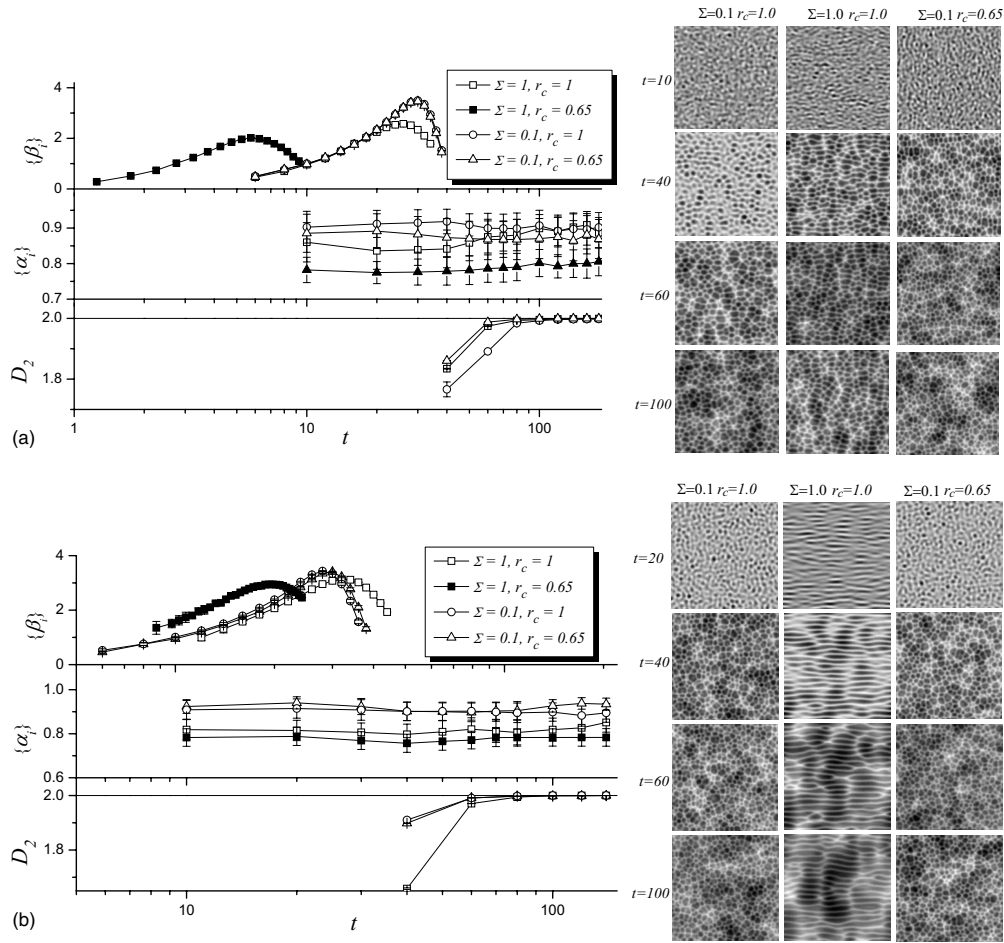 Σ=0.1 r_c=1.0 Σ=1.0 r_c=1.0 Σ=0.1 r_c=0.65
t=10
t=40
t=60
t=100
4
2
0
{β_i}
Σ = 1, r_c = 1
Σ = 1, r_c = 0.65
Σ = 0.1, r_c = 1
Σ = 0.1, r_c = 0.65
0.9
0.8
0.7
{α_i}
2.0
1.8
D_2
1 10 100
t
(a)
Σ=0.1 r_c=1.0 Σ=1.0 r_c=1.0 Σ=0.1 r_c=0.65
t=20
t=40
t=60
t=100
4
2
0
{β_i}
Σ = 1, r_c = 1
Σ = 1, r_c = 0.65
Σ = 0.1, r_c = 1
Σ = 0.1, r_c = 0.65
1.0
0.8
0.6
{α_i}
2.0
1.8
D_2
10 100
t
(b)